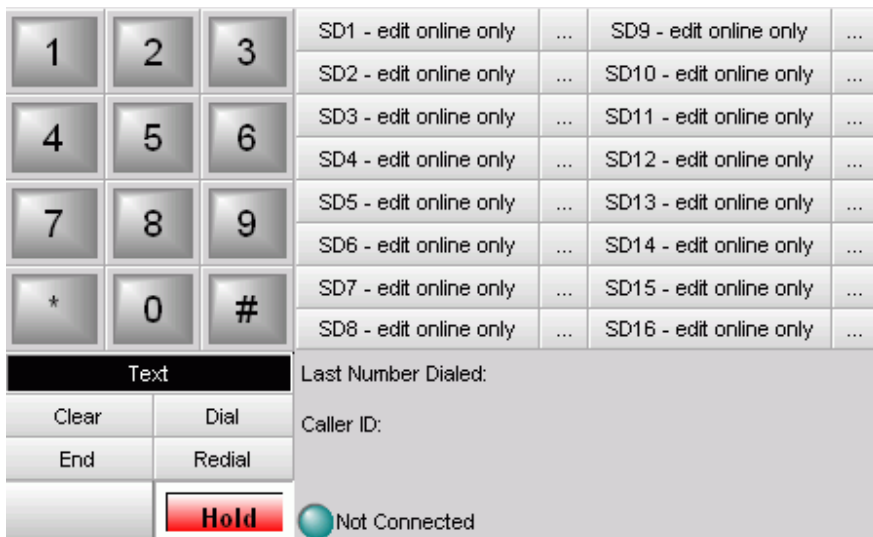 1 2 3
4 5 6
7 8 9
* 0 #
SD1 - edit online only ... SD9 - edit online only ...
SD2 - edit online only ... SD10 - edit online only ...
SD3 - edit online only ... SD11 - edit online only ...
SD4 - edit online only ... SD12 - edit online only ...
SD5 - edit online only ... SD13 - edit online only ...
SD6 - edit online only ... SD14 - edit online only ...
SD7 - edit online only ... SD15 - edit online only ...
SD8 - edit online only ... SD16 - edit online only ...
Text
Clear Dial
End Redial
Hold
Last Number Dialed:
Caller ID:
Not Connected